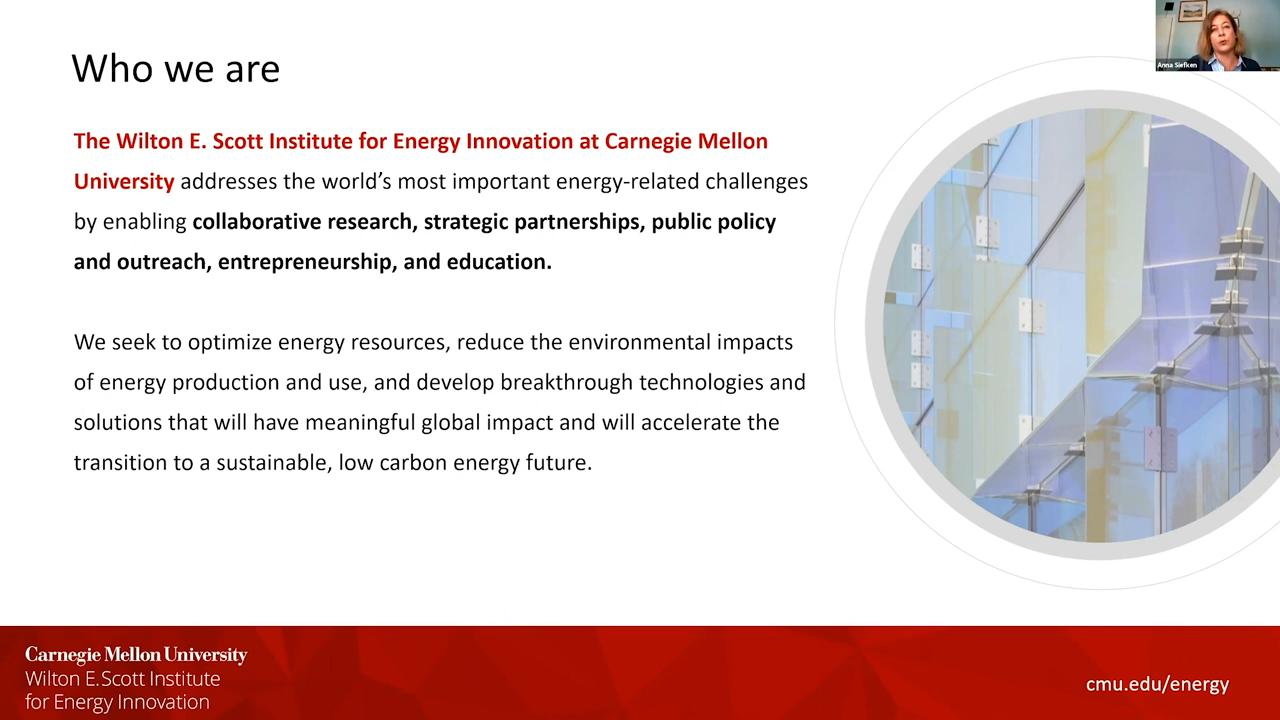 Who we are
Anna Siefken
The Wilton E. Scott Institute for Energy Innovation at Carnegie Mellon
University addresses the world’s most important energy-related challenges
by enabling collaborative research, strategic partnerships, public policy
and outreach, entrepreneurship, and education.
We seek to optimize energy resources, reduce the environmental impacts
of energy production and use, and develop breakthrough technologies and
solutions that will have meaningful global impact and will accelerate the
transition to a sustainable, low carbon energy future.
Carnegie Mellon University
Wilton E. Scott Institute
for Energy Innovation
cmu.edu/energy